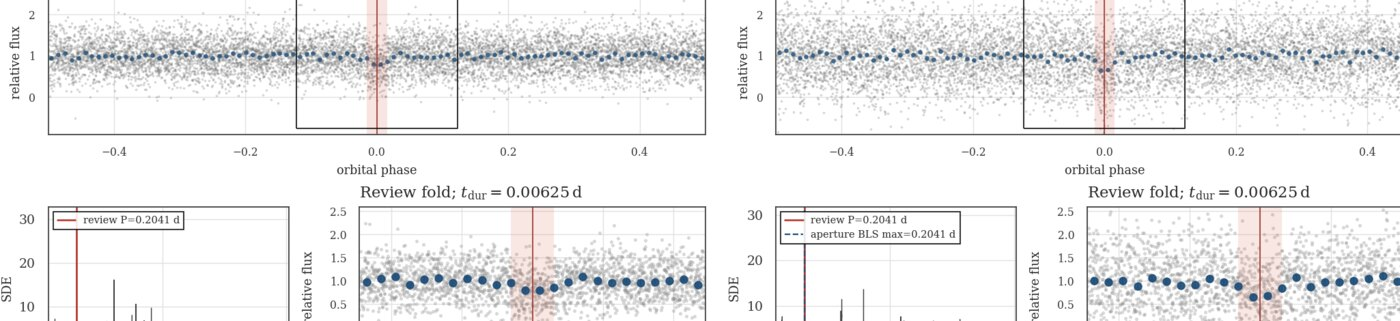 relative flux
2
1
0
−0.4
−0.2
0.0
0.2
0.4
orbital phase
relative flux
2
1
0
−0.4
−0.2
0.0
0.2
0.4
orbital phase
SDE
30
20
10
review P=0.2041 d
Review fold; t_dur = 0.00625 d
relative flux
2.5
2.0
1.5
1.0
0.5
SDE
30
20
10
review P=0.2041 d
aperture BLS max=0.2041 d
Review fold; t_dur = 0.00625 d
relative flux
2.5
2.0
1.5
1.0
0.5